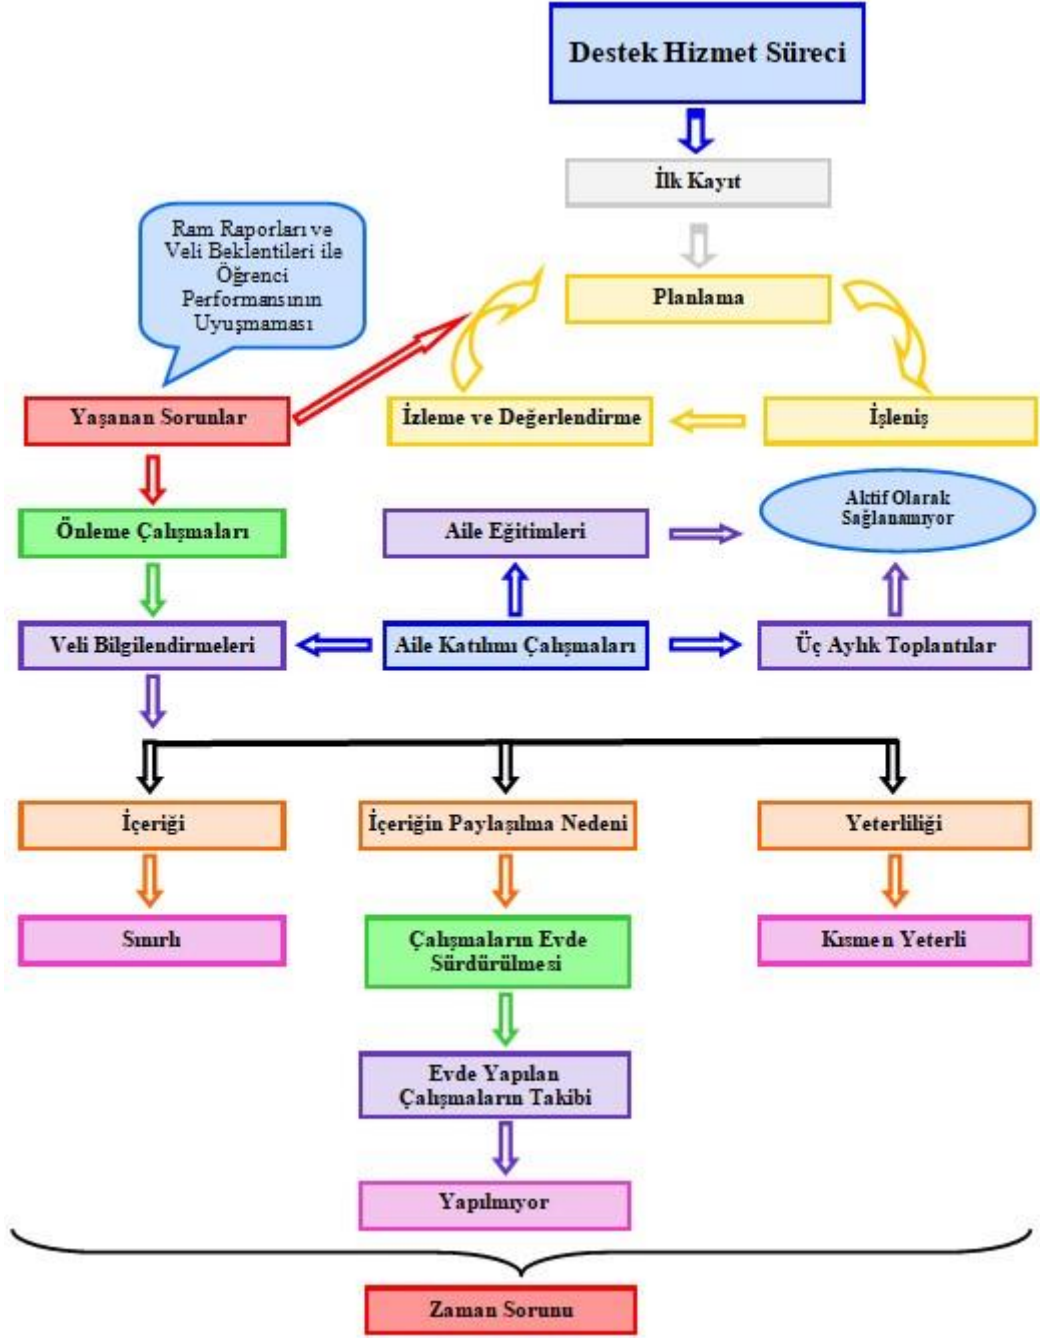 Destek Hizmet Süreci
İlk Kayıt
Ram Raporları ve
Veli Beklentileri ile
Öğrenci
Performansının
Uyuşmaması
Planlama
Yaşanan Sorunlar
İzleme ve Değerlendirme
İşleniş
Önleme Çalışmaları
Aile Eğitimleri
Aktif Olarak
Sağlanamıyor
Veli Bilgilendirmeleri
Aile Katılımı Çalışmaları
Üç Aylık Toplantılar
İçeriği
İçeriğin Paylaşılma Nedeni
Yeterliliği
Sınırlı
Çalışmaların Evde
Sürdürülmesi
Kısmen Yeterli
Evde Yapılan
Çalışmaların Takibi
Yapılmıyor
Zaman Sorunu